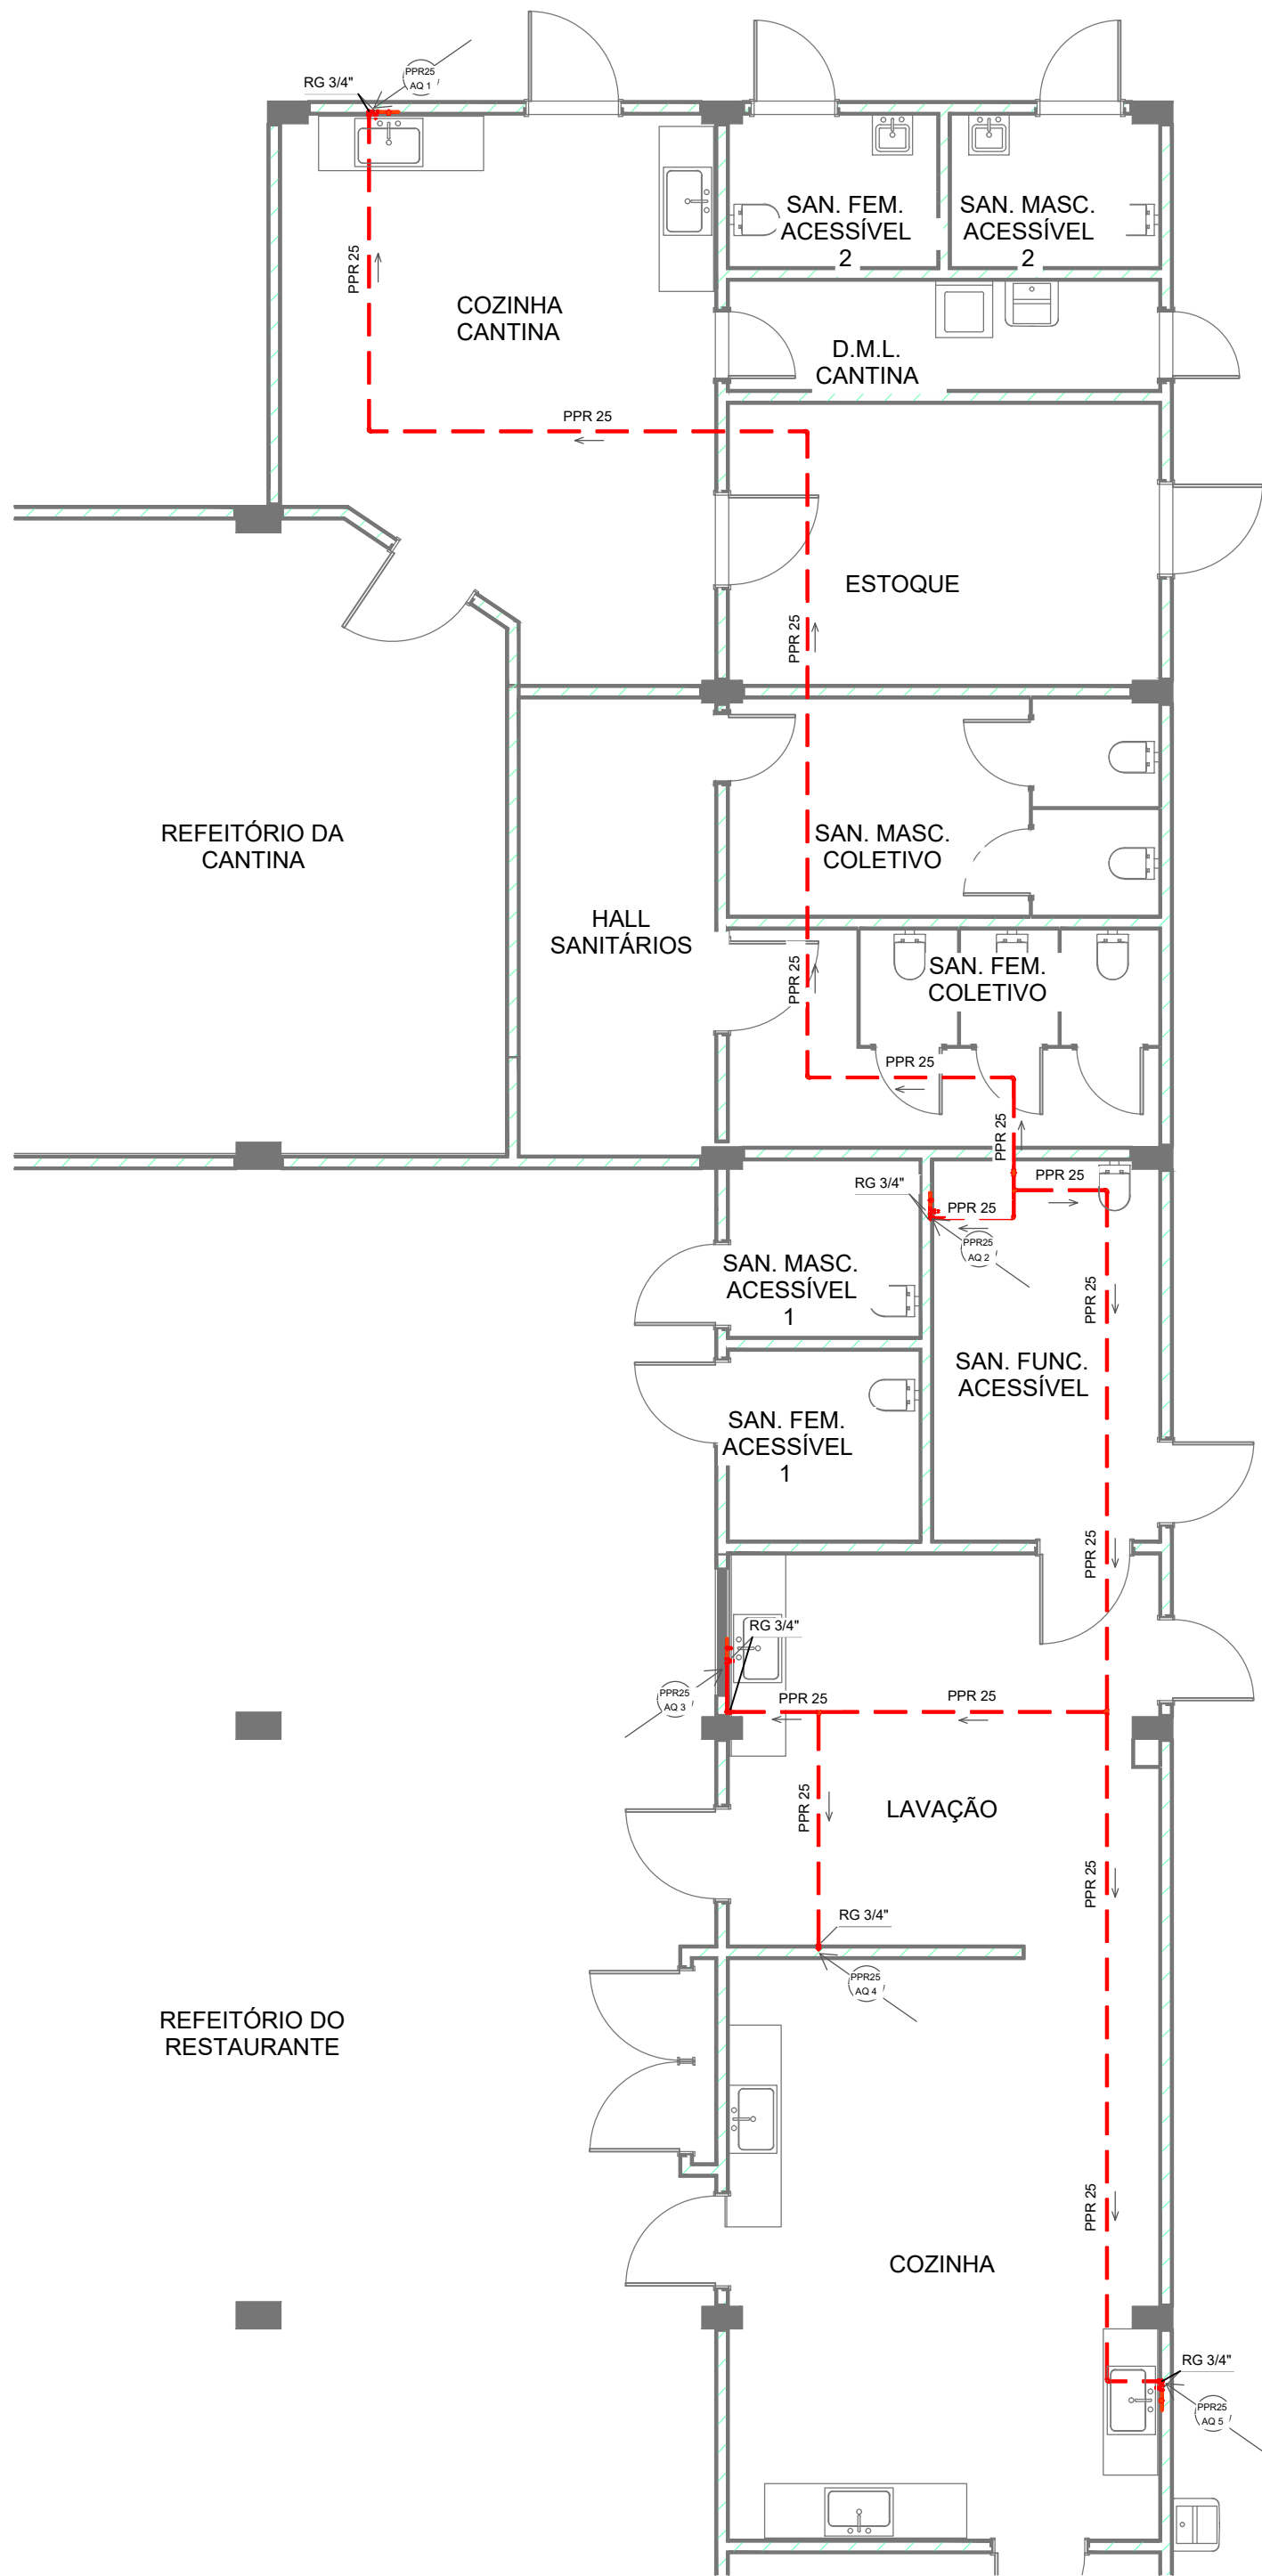 RG 3/4"
PPR25
AQ 1
SAN. FEM.
ACESSÍVEL
2
SAN. MASC.
ACESSÍVEL
2
PPR 25
COZINHA
CANTINA
D.M.L.
CANTINA
PPR 25
ESTOQUE
PPR 25
REFEITÓRIO DA
CANTINA
SAN. MASC.
COLETIVO
HALL
SANITÁRIOS
SAN. FEM.
COLETIVO
PPR 25
PPR 25
PPR 25
PPR 25
RG 3/4"
PPR 25
PPR25
AQ 2
SAN. MASC.
ACESSÍVEL
1
PPR 25
SAN. FUNC.
ACESSÍVEL
SAN. FEM.
ACESSÍVEL
1
PPR 25
RG 3/4"
PPR25
AQ 3
PPR 25
PPR 25
PPR 25
LAVAÇÃO
PPR 25
RG 3/4"
PPR25
AQ 4
REFEITÓRIO DO
RESTAURANTE
PPR 25
COZINHA
RG 3/4"
PPR25
AQ 5